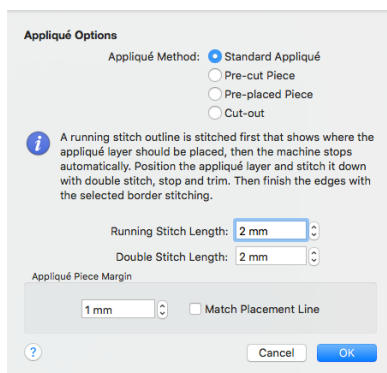 Appliqué Options
Appliqué Method: Standard Appliqué
Pre-cut Piece
Pre-placed Piece
Cut-out
i A running stitch outline is stitched first that shows where the
appliqué layer should be placed, then the machine stops
automatically. Position the appliqué layer and stitch it down
with double stitch, stop and trim. Then finish the edges with
the selected border stitching.
Running Stitch Length: 2 mm
Double Stitch Length: 2 mm
Appliqué Piece Margin
1 mm Match Placement Line
? Cancel OK